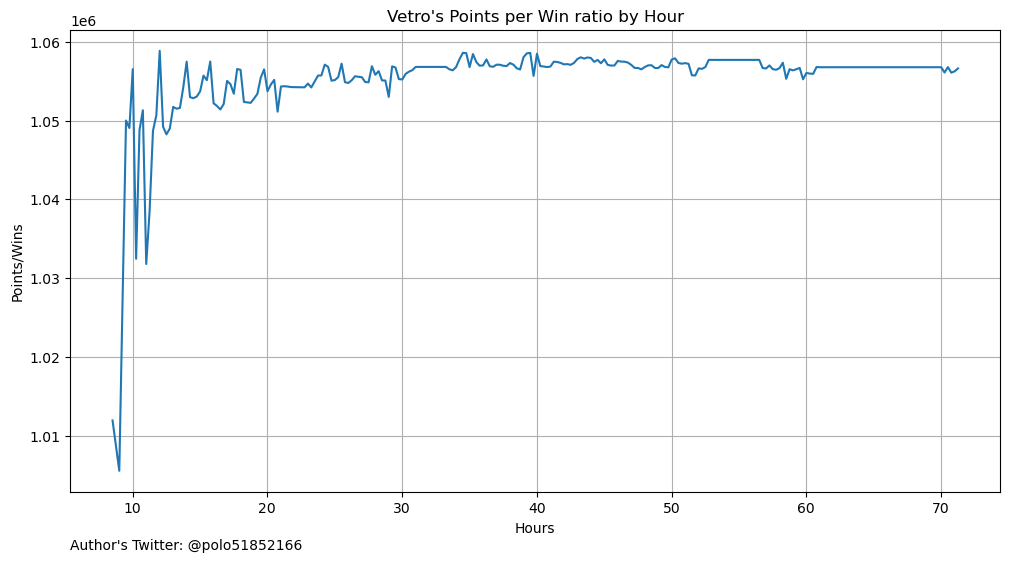 Vetro's Points per Win ratio by Hour
1e6
1.06
1.05
1.04
1.03
1.02
1.01
Points/Wins
10 20 30 40 50 60 70
Hours
Author's Twitter: @polo51852166